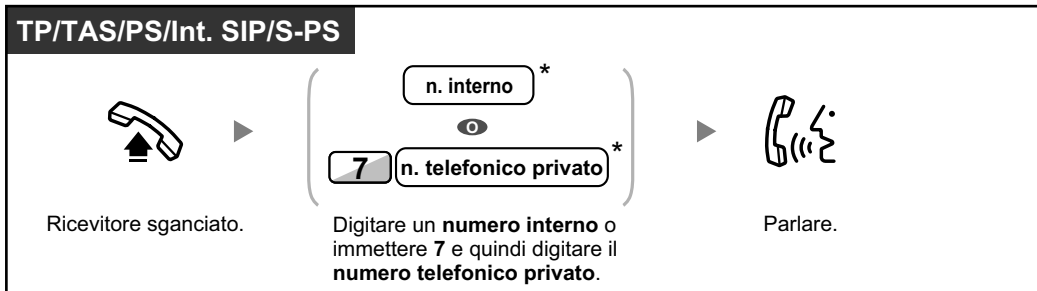 TP/TAS/PS/Int. SIP/S-PS
n. interno *
o
7 n. telefonico privato *
Ricevitore sganciato.
Digitare un numero interno o
immettere 7 e quindi digitare il
numero telefonico privato.
Parlare.